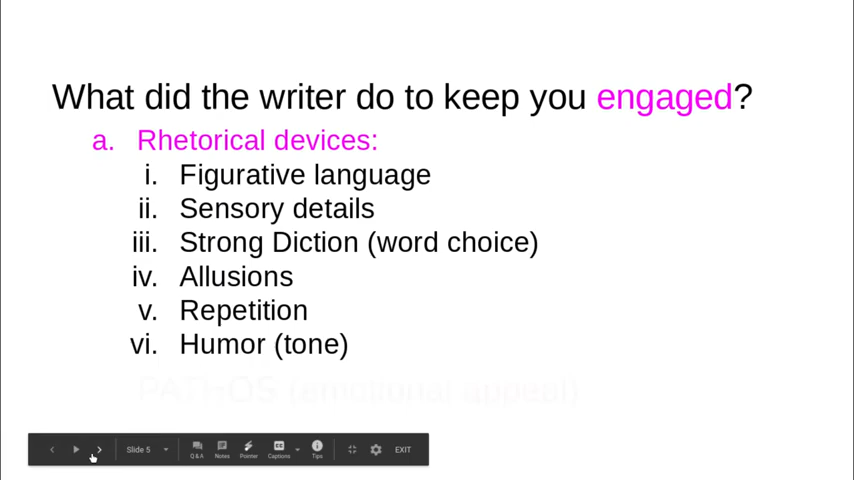 What did the writer do to keep you engaged?
a. Rhetorical devices:
i. Figurative language
ii. Sensory details
iii. Strong Diction (word choice)
iv. Allusions
v. Repetition
vi. Humor (tone)
PATHOS (emotional appeal)
Slide 5 Q & A Notes Pointer Captions Tips EXIT